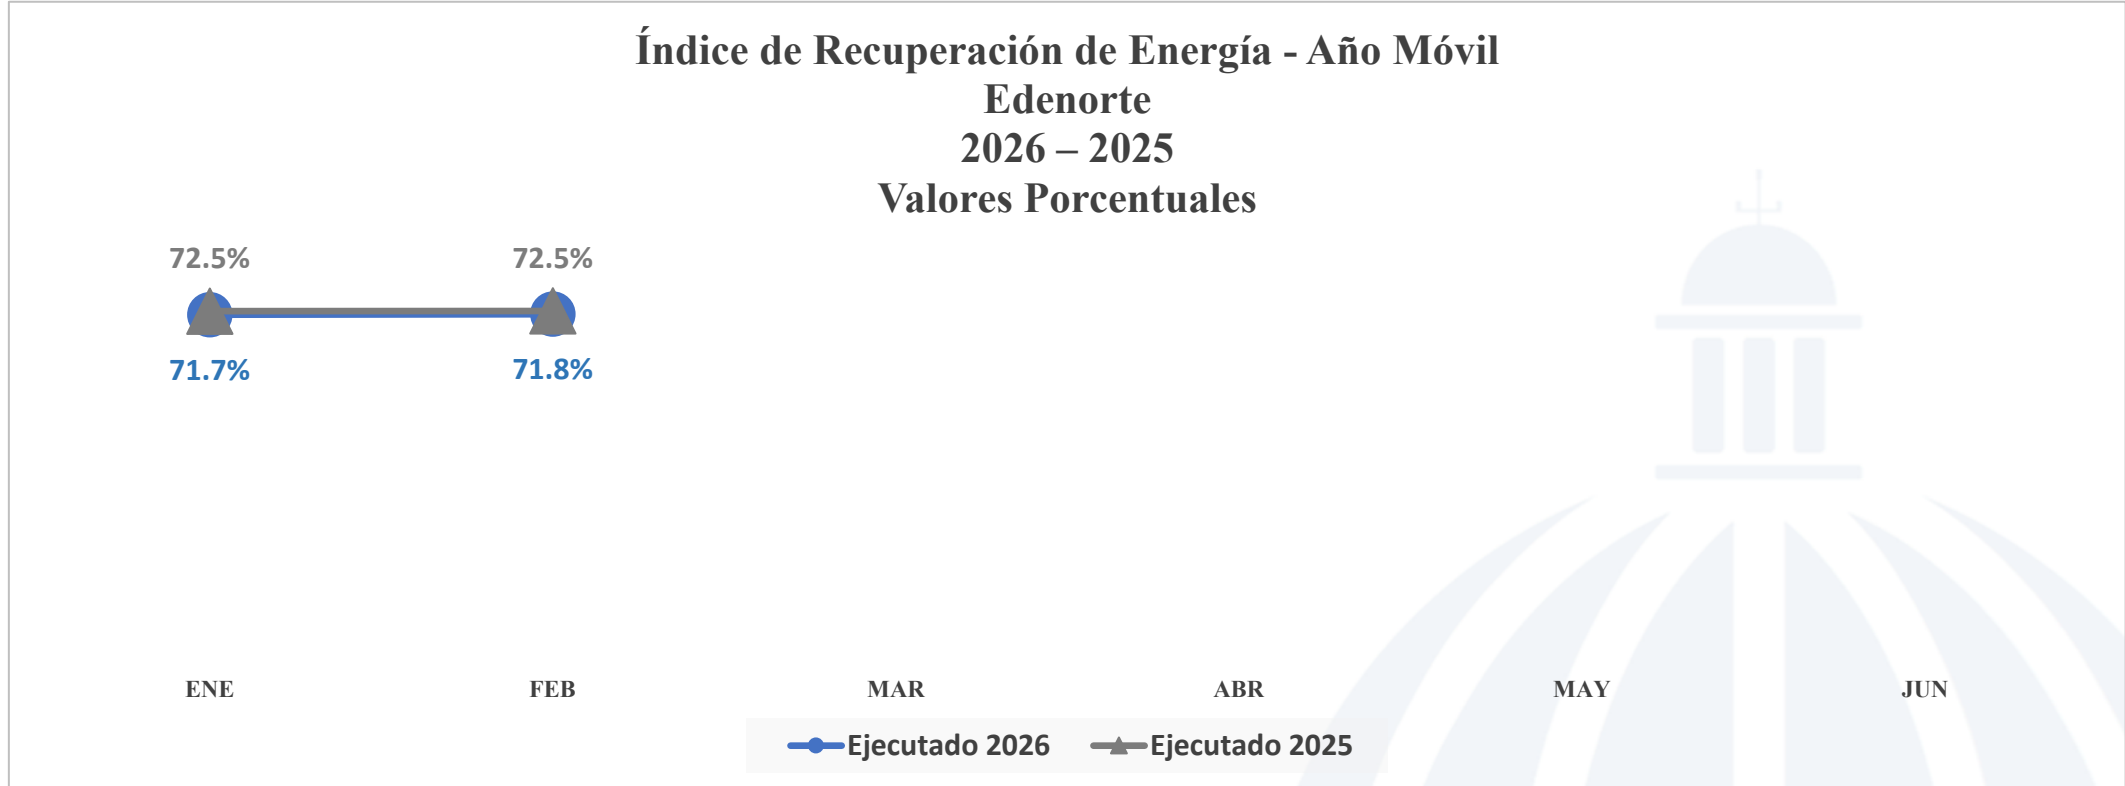 Índice de Recuperación de Energía - Año Móvil
Edenorte
2026 – 2025
Valores Porcentuales
72.5% 72.5%
71.7% 71.8%
ENE FEB MAR ABR MAY JUN
Ejecutado 2026 Ejecutado 2025